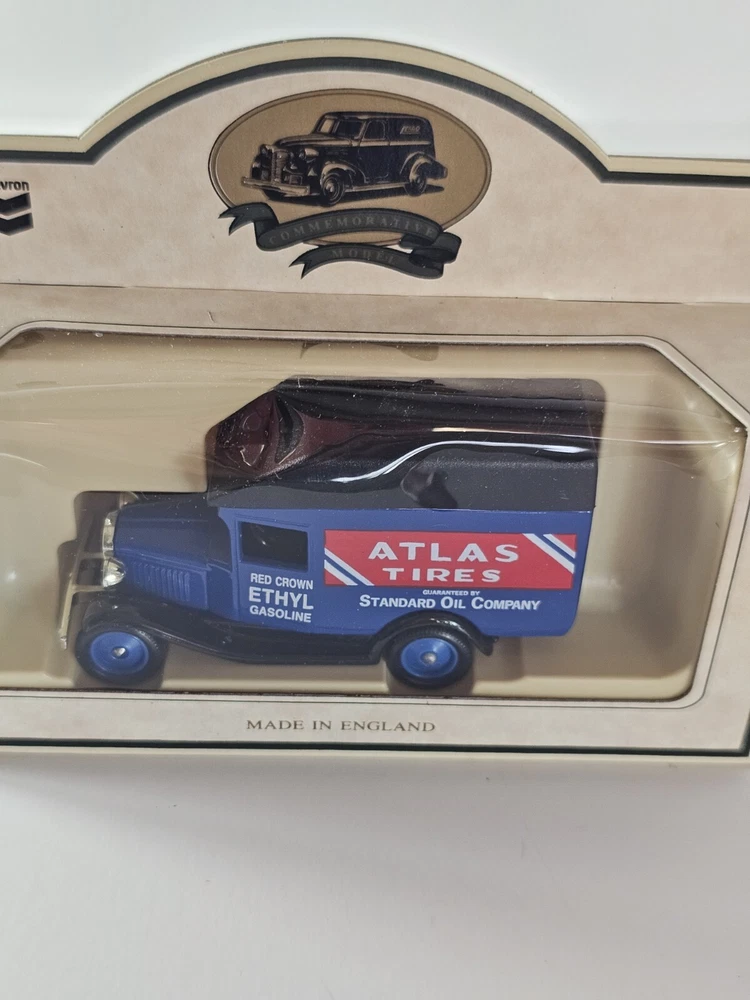 vron
COMMEMORATIVE
MODEL
ATLAS
TIRES
RED CROWN
ETHYL
GASOLINE
GUARANTEED BY
STANDARD OIL COMPANY
MADE IN ENGLAND